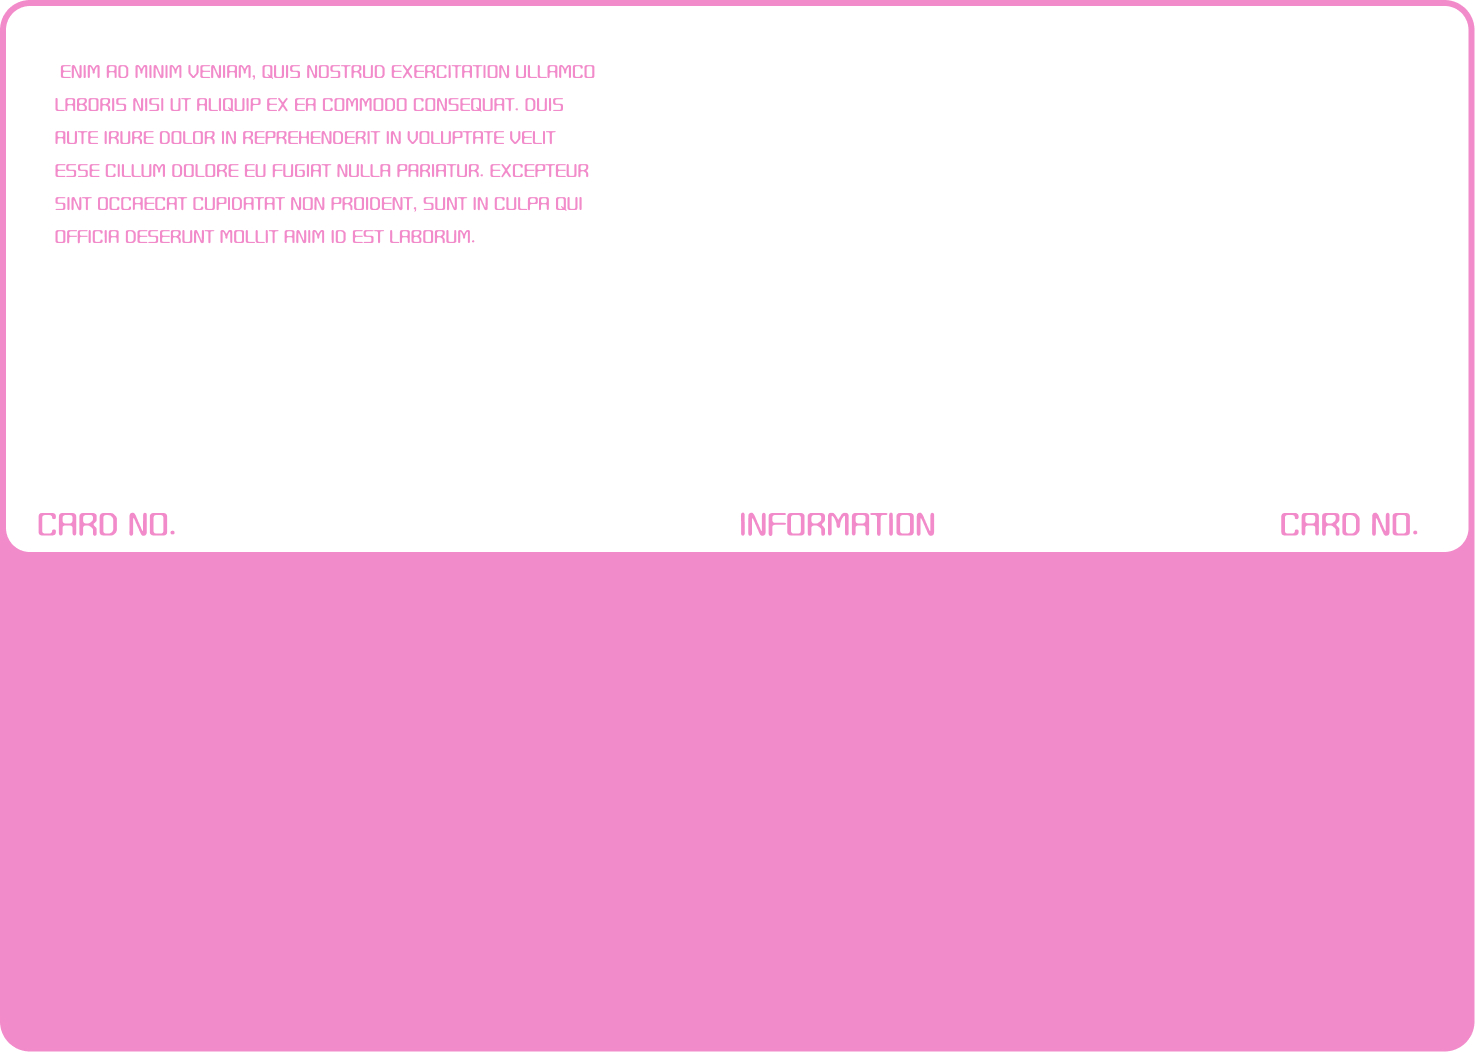 ENIM AD MINIM VENIAM, QUIS NOSTRUD EXERCITATION ULLAMCO
LABORIS NISI UT ALIQUIP EX EA COMMODO CONSEQUAT. DUIS
AUTE IRURE DOLOR IN REPREHENDERIT IN VOLUPTATE VELIT
ESSE CILLUM DOLORE EU FUGIAT NULLA PARIATUR. EXCEPTEUR
SINT OCCAECAT CUPIDATAT NON PROIDENT, SUNT IN CULPA QUI
OFFICIA DESERUNT MOLLIT ANIM ID EST LABORUM.
CARD NO.
INFORMATION
CARD NO.